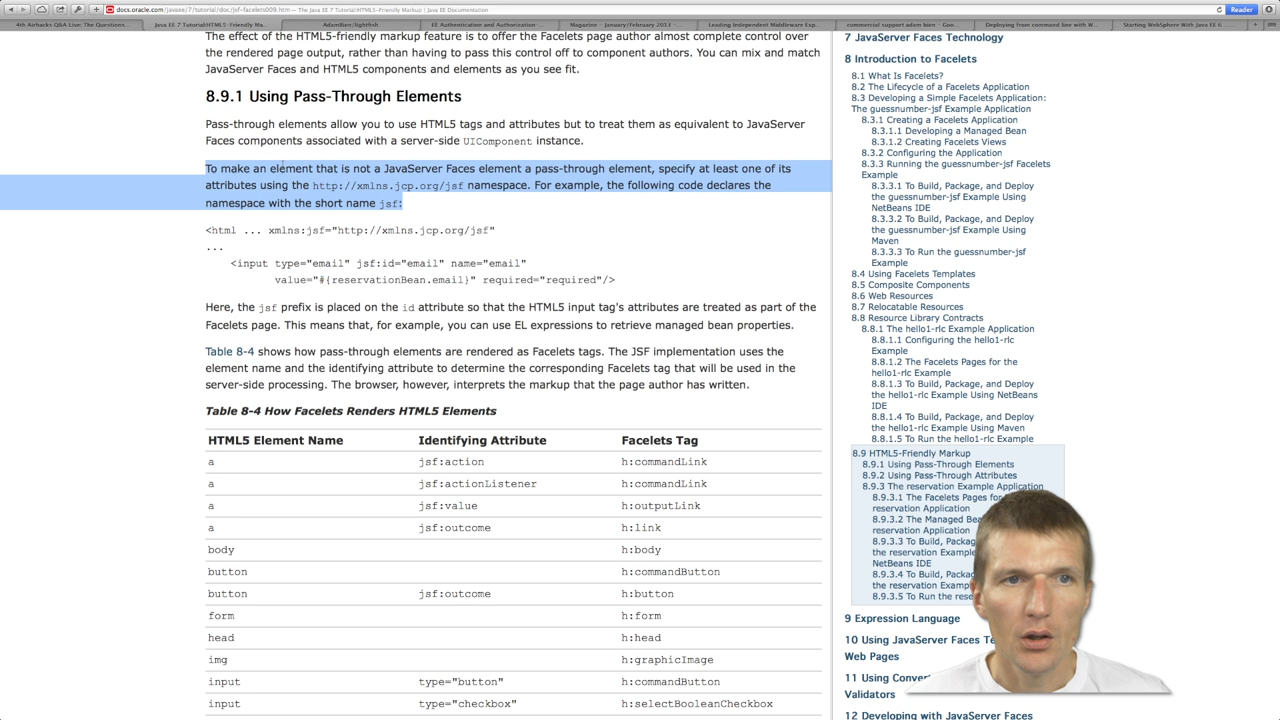 docs.oracle.com/javaee/7/tutorial/doc/jsf-facelets009.htm
The Java EE 7 Tutorial:HTML5-Friendly Markup | Java EE Documentation
Reader
4th Airhacks Q&A Live: The Questions...
Java EE 7 Tutorial:HTML5-Friendly Ma...
AdamBien/lightfish
EE Authentication and Authorization-...
Magazine - January/February 2013 -...
Leading Independent Middleware Exp...
commercial support adam bien - Goo...
Deploying from command line with W...
Starting WebSphere With Java EE 6 ...
The effect of the HTML5-friendly markup feature is to offer the Facelets page author almost complete control over
the rendered page output, rather than having to pass this control off to component authors. You can mix and match
JavaServer Faces and HTML5 components and elements as you see fit.
8.9.1 Using Pass-Through Elements
Pass-through elements allow you to use HTML5 tags and attributes but to treat them as equivalent to JavaServer
Faces components associated with a server-side UIComponent instance.
To make an element that is not a JavaServer Faces element a pass-through element, specify at least one of its
attributes using the http://xmlns.jcp.org/jsf namespace. For example, the following code declares the
namespace with the short name jsf:
<html ... xmlns:jsf="http://xmlns.jcp.org/jsf"
...
<input type="email" jsf:id="email" name="email"
value="#{reservationBean.email}" required="required"/>
Here, the jsf prefix is placed on the id attribute so that the HTML5 input tag's attributes are treated as part of the
Facelets page. This means that, for example, you can use EL expressions to retrieve managed bean properties.
Table 8-4 shows how pass-through elements are rendered as Facelets tags. The JSF implementation uses the
element name and the identifying attribute to determine the corresponding Facelets tag that will be used in the
server-side processing. The browser, however, interprets the markup that the page author has written.
Table 8-4 How Facelets Renders HTML5 Elements
HTML5 Element Name Identifying Attribute Facelets Tag
a jsf:action h:commandLink
a jsf:actionListener h:commandLink
a jsf:value h:outputLink
a jsf:outcome h:link
body h:body
button h:commandButton
button jsf:outcome h:button
form h:form
head h:head
img h:graphicImage
input type="button" h:commandButton
input type="checkbox" h:selectBooleanCheckbox
7 JavaServer Faces Technology
8 Introduction to Facelets
8.1 What Is Facelets?
8.2 The Lifecycle of a Facelets Application
8.3 Developing a Simple Facelets Application:
The guessnumber-jsf Example Application
8.3.1 Creating a Facelets Application
8.3.1.1 Developing a Managed Bean
8.3.1.2 Creating Facelets Views
8.3.2 Configuring the Application
8.3.3 Running the guessnumber-jsf Facelets
Example
8.3.3.1 To Build, Package, and Deploy
the guessnumber-jsf Example Using
NetBeans IDE
8.3.3.2 To Build, Package, and Deploy
the guessnumber-jsf Example Using
Maven
8.3.3.3 To Run the guessnumber-jsf
Example
8.4 Using Facelets Templates
8.5 Composite Components
8.6 Web Resources
8.7 Relocatable Resources
8.8 Resource Library Contracts
8.8.1 The hello1-rlc Example Application
8.8.1.1 Configuring the hello1-rlc
Example
8.8.1.2 The Facelets Pages for the
hello1-rlc Example
8.8.1.3 To Build, Package, and Deploy
the hello1-rlc Example Using NetBeans
IDE
8.8.1.4 To Build, Package, and Deploy
the hello1-rlc Example Using Maven
8.8.1.5 To Run the hello1-rlc Example
8.9 HTML5-Friendly Markup
8.9.1 Using Pass-Through Elements
8.9.2 Using Pass-Through Attributes
8.9.3 The reservation Example Application
8.9.3.1 The Facelets Pages for
reservation Application
8.9.3.2 The Managed Bea
reservation Application
8.9.3.3 To Build, Packag
the reservation Example
NetBeans IDE
8.9.3.4 To Build, Packa
the reservation Examp
8.9.3.5 To Run the rese
9 Expression Language
10 Using JavaServer Faces Te
Web Pages
11 Using Conver
Validators
12 Developing with JavaServer Faces